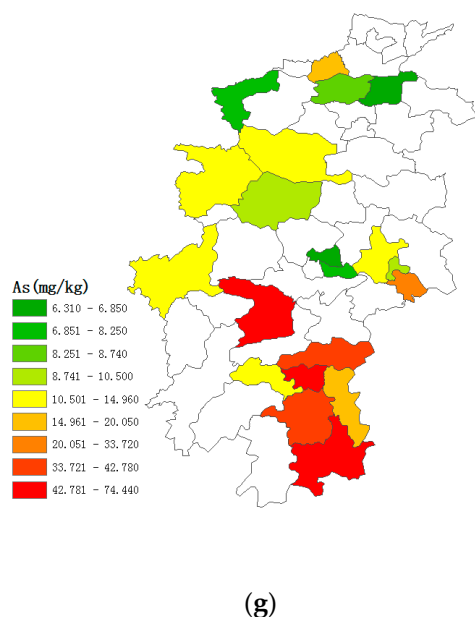 As(mg/kg)
6.310 - 6.850
6.851 - 8.250
8.251 - 8.740
8.741 - 10.500
10.501 - 14.960
14.961 - 20.050
20.051 - 33.720
33.721 - 42.780
42.781 - 74.440
(g)